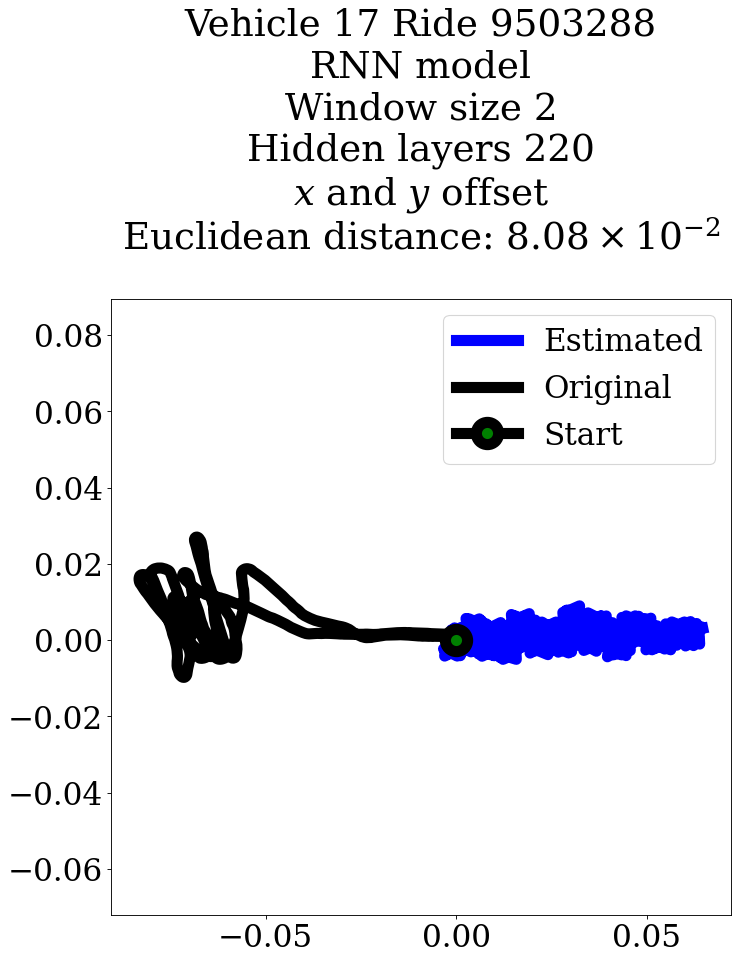 Vehicle 17 Ride 9503288
RNN model
Window size 2
Hidden layers 220
x and y offset
Euclidean distance: 8.08 × 10⁻²
Estimated
Original
Start
0.08
0.06
0.04
0.02
0.00
−0.02
−0.04
−0.06
−0.05 0.00 0.05